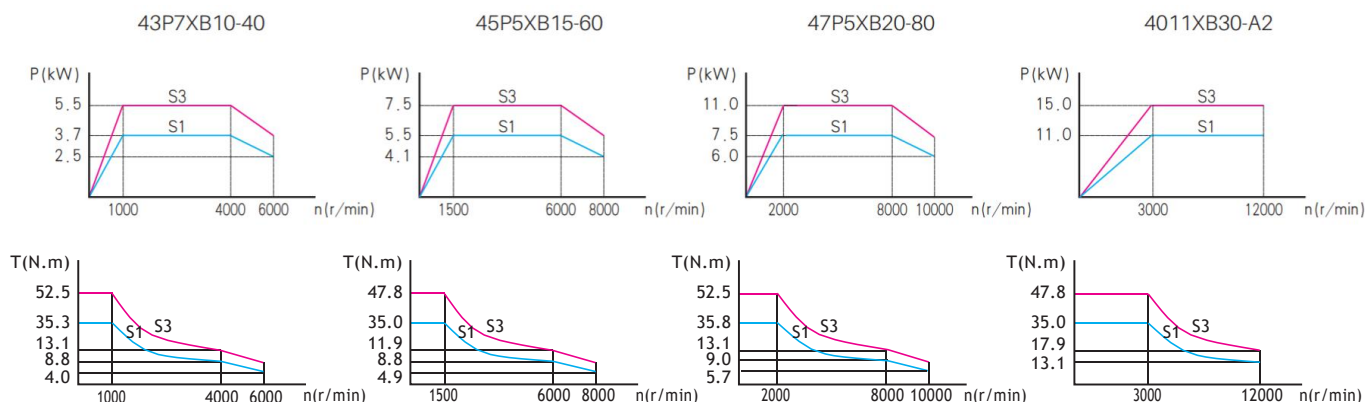 43P7XB10-40
45P5XB15-60
47P5XB20-80
4011XB30-A2
P(kW)
5.5
3.7
2.5
S3
S1
1000 4000 6000 n(r/min)
P(kW)
7.5
5.5
4.1
S3
S1
1500 6000 8000 n(r/min)
P(kW)
11.0
7.5
6.0
S3
S1
2000 8000 10000 n(r/min)
P(kW)
15.0
11.0
S3
S1
3000 12000 n(r/min)
T(N.m)
52.5
35.3
13.1
8.8
4.0
S1 S3
1000 4000 6000 n(r/min)
T(N.m)
47.8
35.0
11.9
8.8
4.9
S1 S3
1500 6000 8000 n(r/min)
T(N.m)
52.5
35.8
13.1
9.0
5.7
S1 S3
2000 8000 10000 n(r/min)
T(N.m)
47.8
35.0
17.9
13.1
S1 S3
3000 12000 n(r/min)